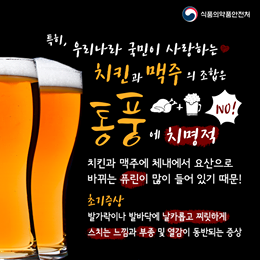 식품의약품안전처
특히, 우리나라 국민이 사랑하는
치킨과 맥주의 조합은
통풍에 치명적
NO!
치킨과 맥주에 체내에서 요산으로
바뀌는 퓨린이 많이 들어 있기 때문!
초기증상
발가락이나 발바닥에 날카롭고 찌릿하게
스치는 느낌과 부종 및 열감이 동반되는 증상